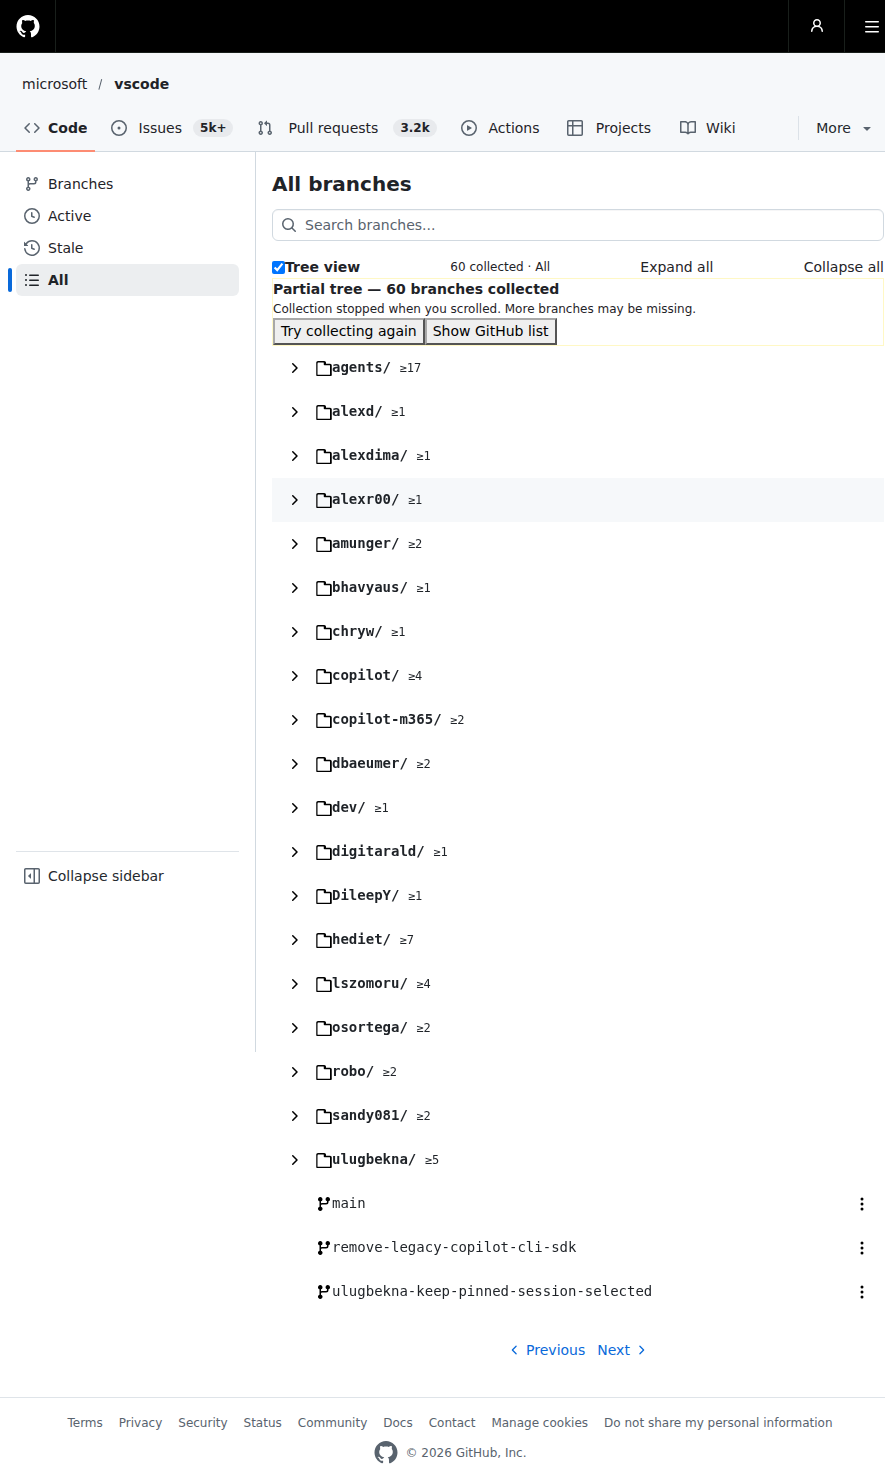 microsoft / vscode
Code Issues 5k+ Pull requests 3.2k Actions Projects Wiki More
Branches
Active
Stale
All
Collapse sidebar
All branches
Search branches...
Tree view 60 collected · All Expand all Collapse all
Partial tree — 60 branches collected
Collection stopped when you scrolled. More branches may be missing.
Try collecting again Show GitHub list
agents/ ≥17
alexd/ ≥1
alexdima/ ≥1
alexr00/ ≥1
amunger/ ≥2
bhavyaus/ ≥1
chryw/ ≥1
copilot/ ≥4
copilot-m365/ ≥2
dbaeumer/ ≥2
dev/ ≥1
digitarald/ ≥1
DileepY/ ≥1
hediet/ ≥7
lszomoru/ ≥4
osortega/ ≥2
robo/ ≥2
sandy081/ ≥2
ulugbekna/ ≥5
main
remove-legacy-copilot-cli-sdk
ulugbekna-keep-pinned-session-selected
Previous Next
Terms Privacy Security Status Community Docs Contact Manage cookies Do not share my personal information
© 2026 GitHub, Inc.